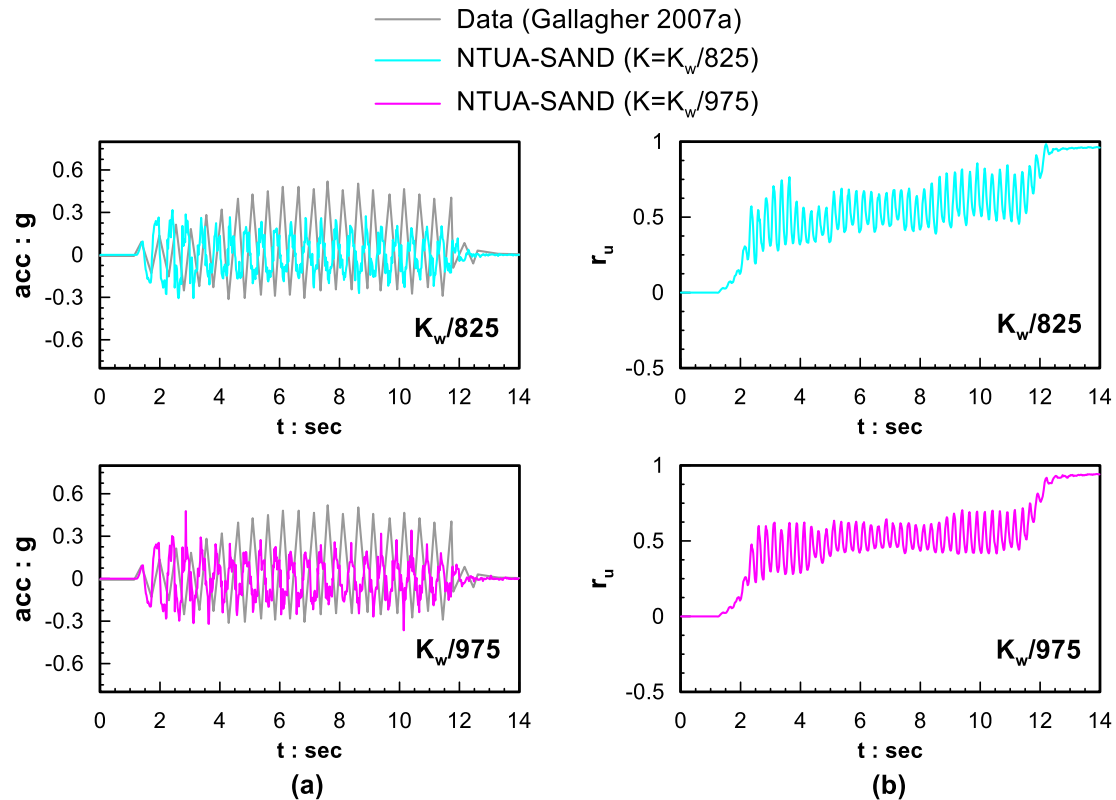 Data (Gallagher 2007a)
NTUA-SAND (K=Kw/825)
NTUA-SAND (K=Kw/975)
acc : g
0.6
0.3
0
-0.3
-0.6
Kw/825
0 2 4 6 8 10 12 14
t : sec
ru
1
0.5
0
-0.5
Kw/825
0 2 4 6 8 10 12 14
t : sec
acc : g
0.6
0.3
0
-0.3
-0.6
Kw/975
0 2 4 6 8 10 12 14
t : sec
(a)
ru
1
0.5
0
-0.5
Kw/975
0 2 4 6 8 10 12 14
t : sec
(b)